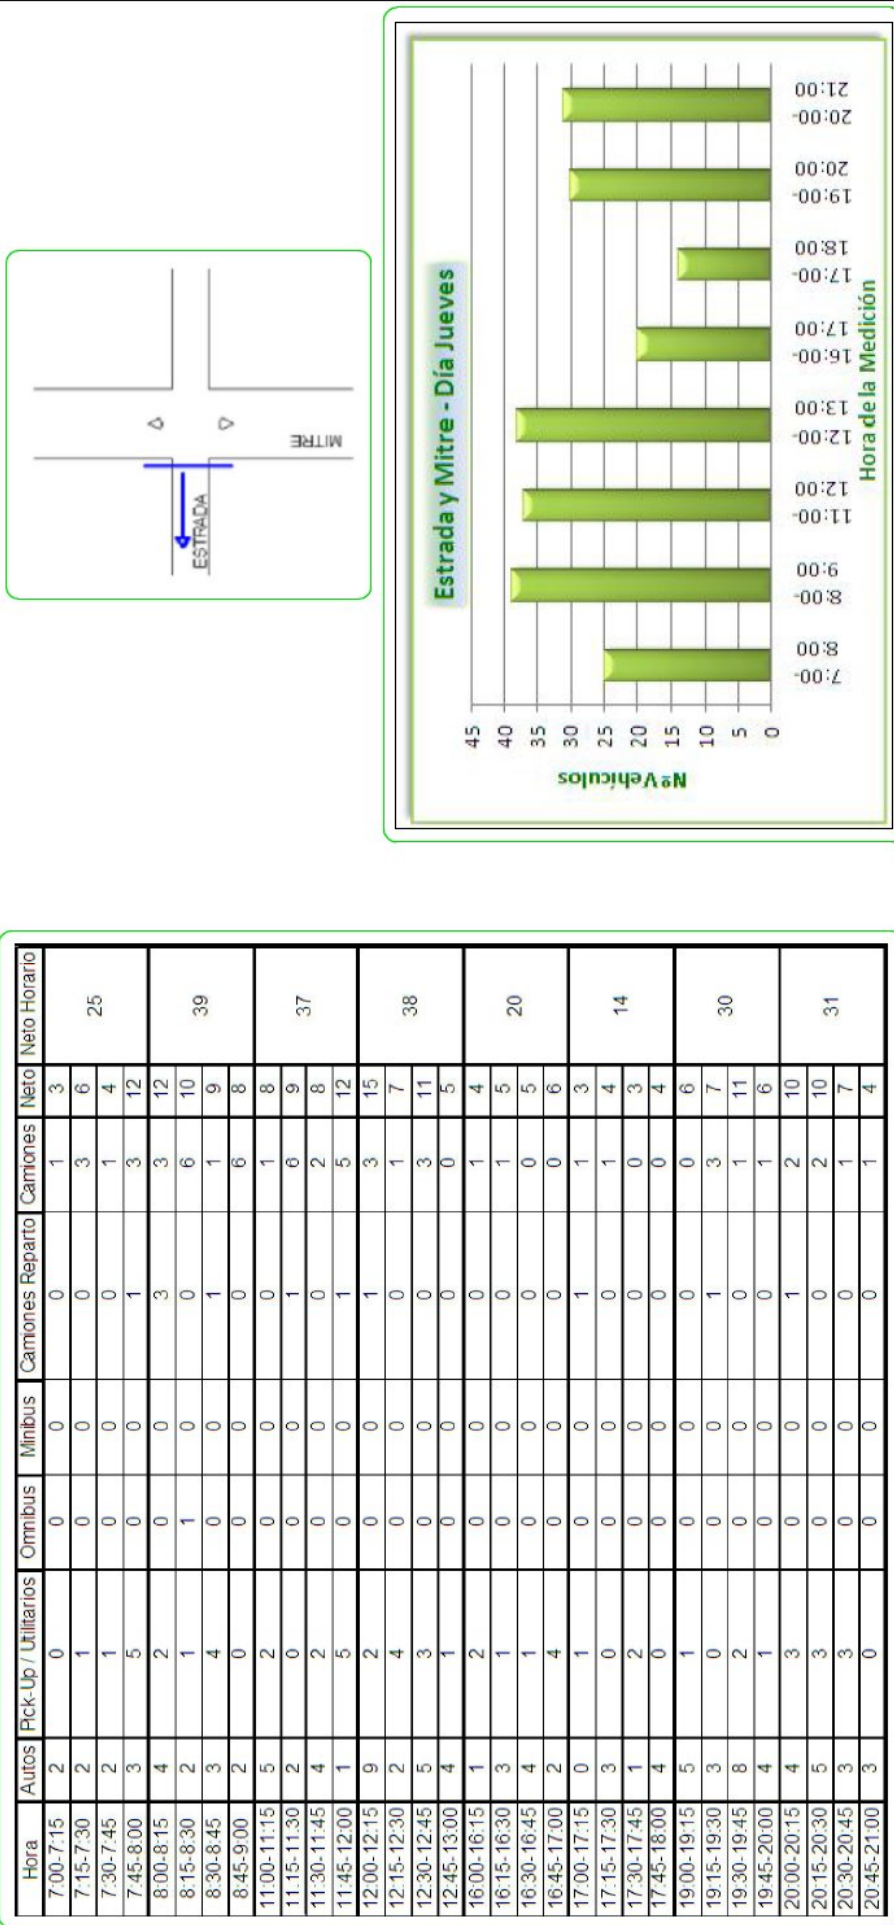 Hora Autos Pick-Up / Utilitarios Omnibus Minibus Camiones Reparto Camiones Neto Neto Horario
7:00-7:15 2 0 0 0 0 1 3 25
7:15-7:30 2 1 0 0 0 3 6
7:30-7:45 2 1 0 0 0 1 4
7:45-8:00 3 5 0 0 1 3 12
8:00-8:15 4 2 0 0 3 3 12 39
8:15-8:30 2 1 1 0 0 6 10
8:30-8:45 3 4 0 0 1 1 9
8:45-9:00 2 0 0 0 0 6 8
11:00-11:15 5 2 0 0 0 1 8 37
11:15-11:30 2 0 0 0 1 6 9
11:30-11:45 4 2 0 0 0 2 8
11:45-12:00 1 5 0 0 1 5 12
12:00-12:15 9 2 0 0 1 3 15 38
12:15-12:30 2 4 0 0 0 1 7
12:30-12:45 5 3 0 0 0 3 11
12:45-13:00 4 1 0 0 0 0 5
16:00-16:15 1 2 0 0 0 1 4 20
16:15-16:30 3 1 0 0 0 1 5
16:30-16:45 4 1 0 0 0 0 5
16:45-17:00 2 4 0 0 0 0 6
17:00-17:15 0 1 0 0 1 1 3 14
17:15-17:30 3 0 0 0 0 1 4
17:30-17:45 1 2 0 0 0 0 3
17:45-18:00 4 0 0 0 0 0 4
19:00-19:15 5 1 0 0 0 0 6 30
19:15-19:30 3 0 0 0 1 3 7
19:30-19:45 8 2 0 0 0 1 11
19:45-20:00 4 1 0 0 0 1 6
20:00-20:15 4 3 0 0 1 2 10 31
20:15-20:30 5 3 0 0 0 2 10
20:30-20:45 3 3 0 0 0 1 7
20:45-21:00 3 0 0 0 0 1 4
ESTRADA
MITRE
Estrada y Mitre - Día Jueves
Nº Vehículos
45
40
35
30
25
20
15
10
5
0
7:00-
8:00
8:00-
9:00
11:00-
12:00
12:00-
13:00
16:00-
17:00
17:00-
18:00
19:00-
20:00
20:00-
21:00
Hora de la Medición